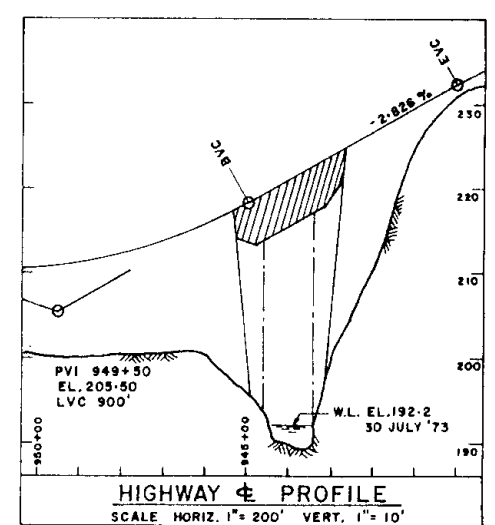 EVC
-2.826 %
230
BVC
220
210
200
PVI 949+50
EL. 205.50
LVC 900'
W.L. EL. 192.2
30 JULY '73
950+00
945+00
190
HIGHWAY ℄ PROFILE
SCALE HORIZ. 1"= 200' VERT. 1"= 10'